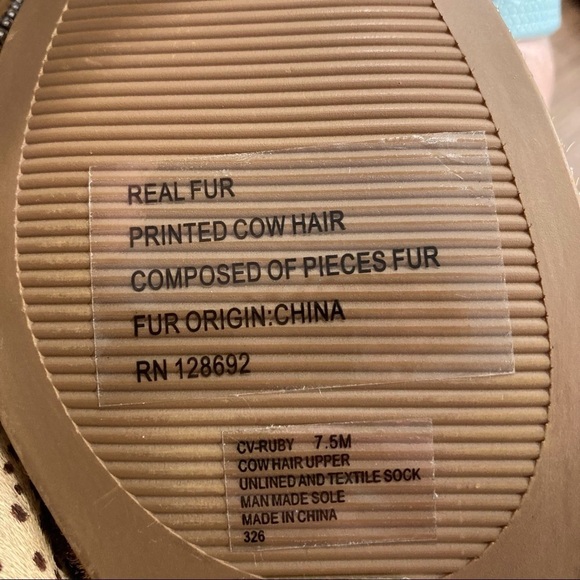 REAL FUR
PRINTED COW HAIR
COMPOSED OF PIECES FUR
FUR ORIGIN:CHINA
RN 128692
CV-RUBY 7.5M
COW HAIR UPPER
UNLINED AND TEXTILE SOCK
MAN MADE SOLE
MADE IN CHINA
326